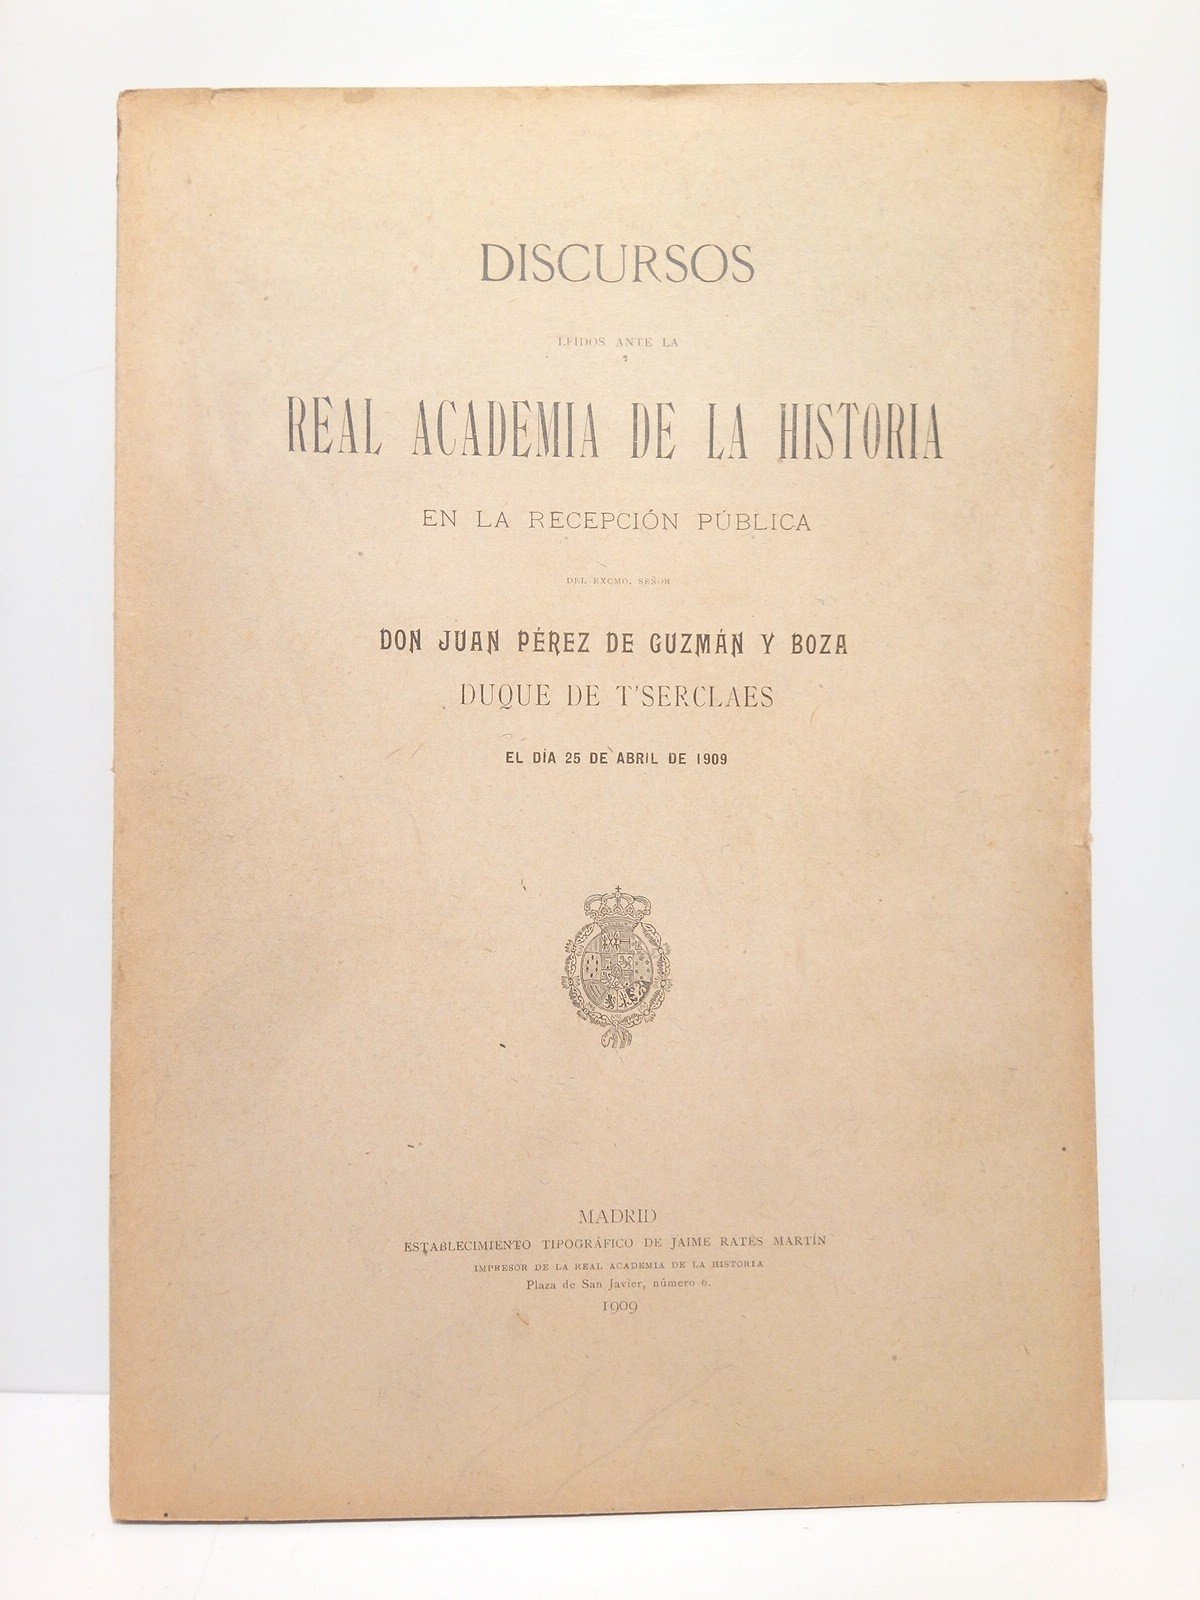 DISCURSOS
LEÍDOS ANTE LA
REAL ACADEMIA DE LA HISTORIA
EN LA RECEPCIÓN PÚBLICA
DEL EXCMO. SEÑOR
DON JUAN PÉREZ DE GUZMÁN Y BOZA
DUQUE DE T'SERCLAES
EL DÍA 25 DE ABRIL DE 1909
MADRID
ESTABLECIMIENTO TIPOGRÁFICO DE JAIME RATÉS MARTÍN
IMPRESOR DE LA REAL ACADEMIA DE LA HISTORIA
Plaza de San Javier, número 6.
1909